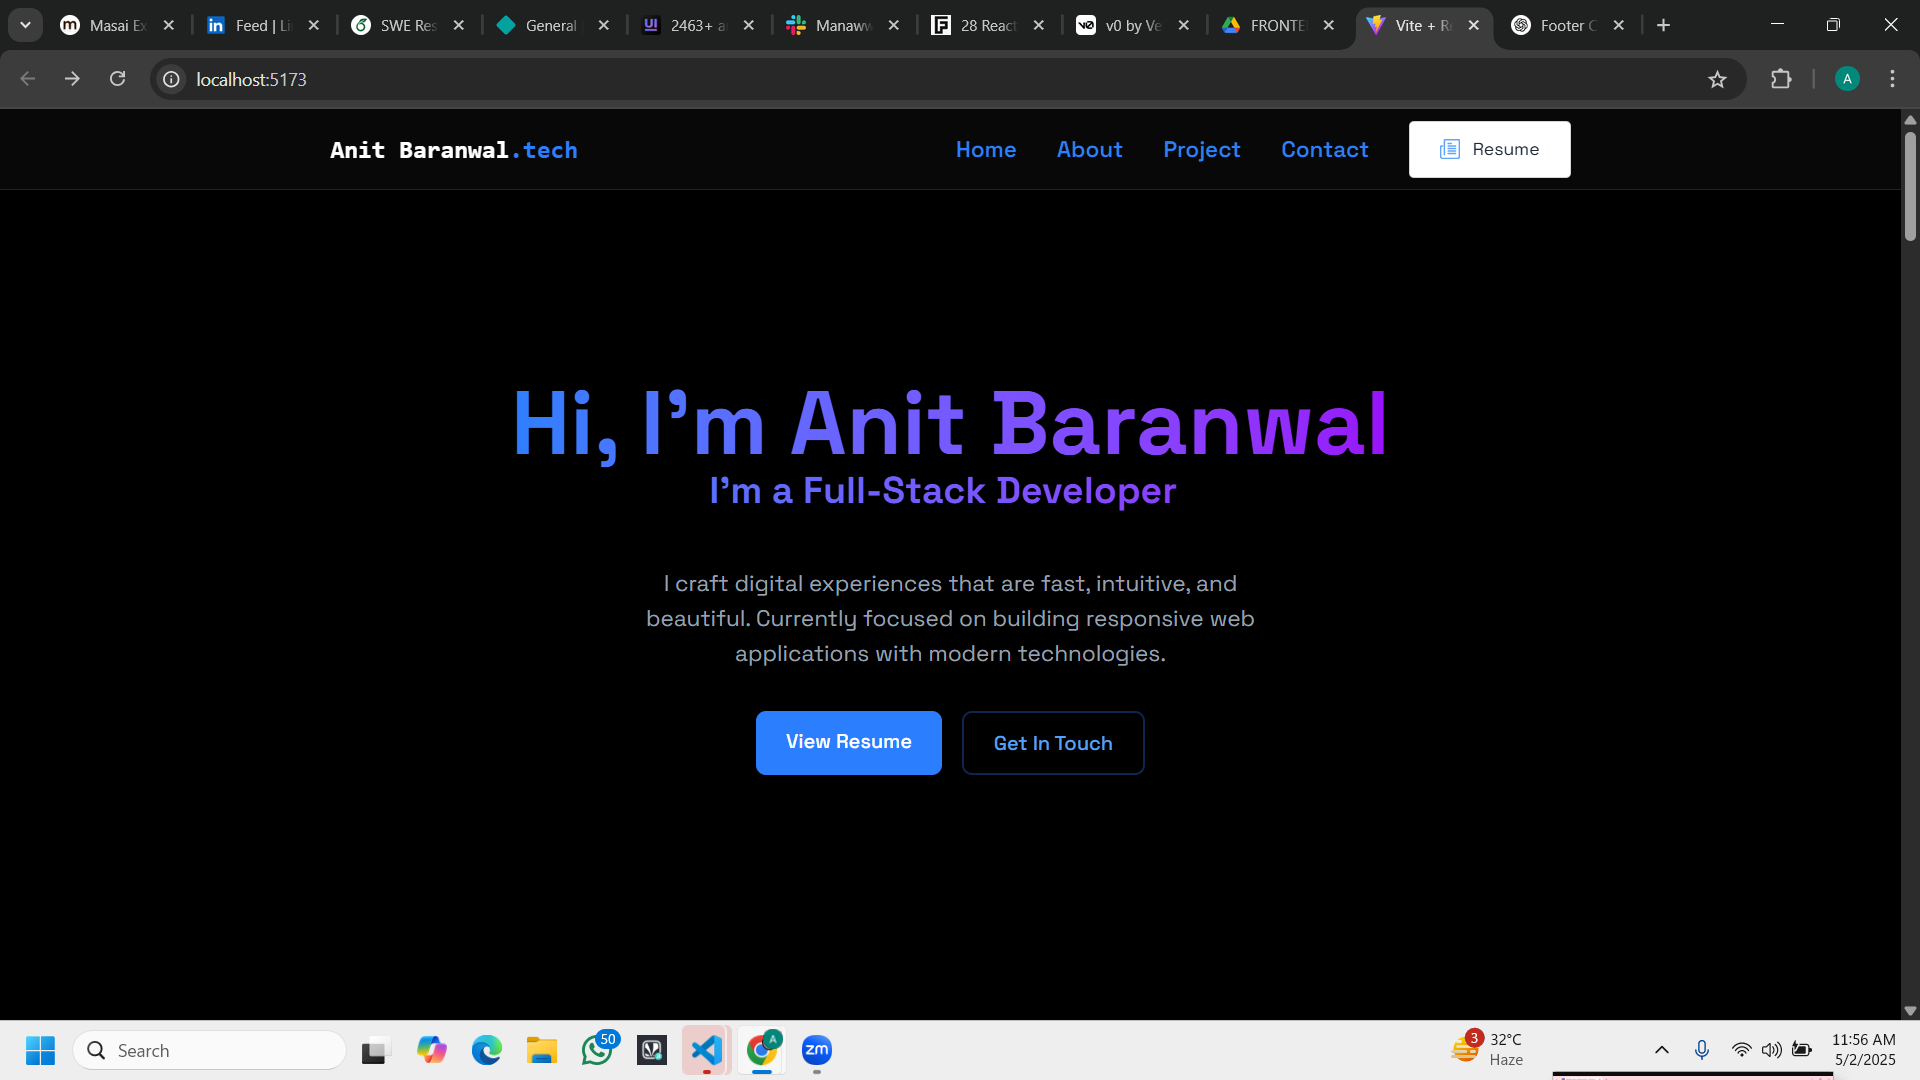 Masai Ex
Feed | Li
SWE Res
General
2463+ a
Manaww
28 React
v0 by Ve
FRONTE
Vite + R
Footer C
localhost:5173
A
Anit Baranwal.tech
Home
About
Project
Contact
Resume
Hi, I'm Anit Baranwal
I'm a Full-Stack Developer
I craft digital experiences that are fast, intuitive, and
beautiful. Currently focused on building responsive web
applications with modern technologies.
View Resume
Get In Touch
Search
50
A
zm
3
32°C
Haze
11:56 AM
5/2/2025